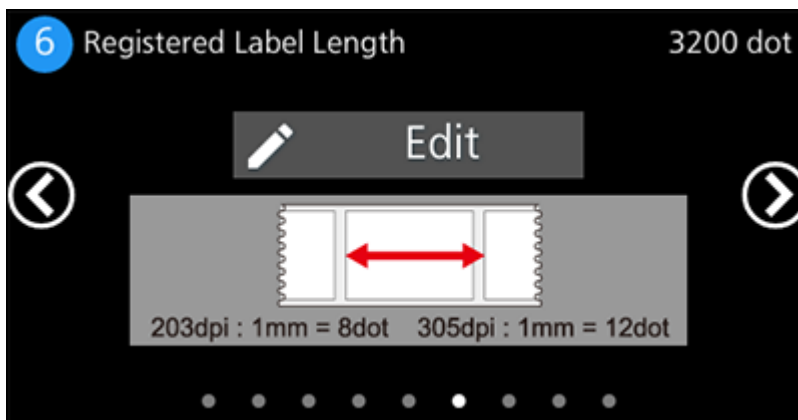 6 Registered Label Length 3200 dot
Edit
203dpi : 1mm = 8dot 305dpi : 1mm = 12dot